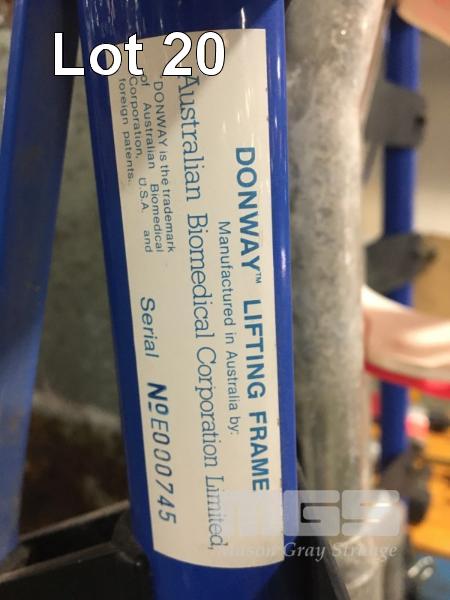 Lot 20
DONWAY™ LIFTING FRAME
Manufactured in Australia by:
Australian Biomedical Corporation Limited,
DONWAY is the trademark
of Australian Biomedical
Corporation, U.S.A. and
foreign patents.
Serial NºE000745
MGS
Mason Gray Strange